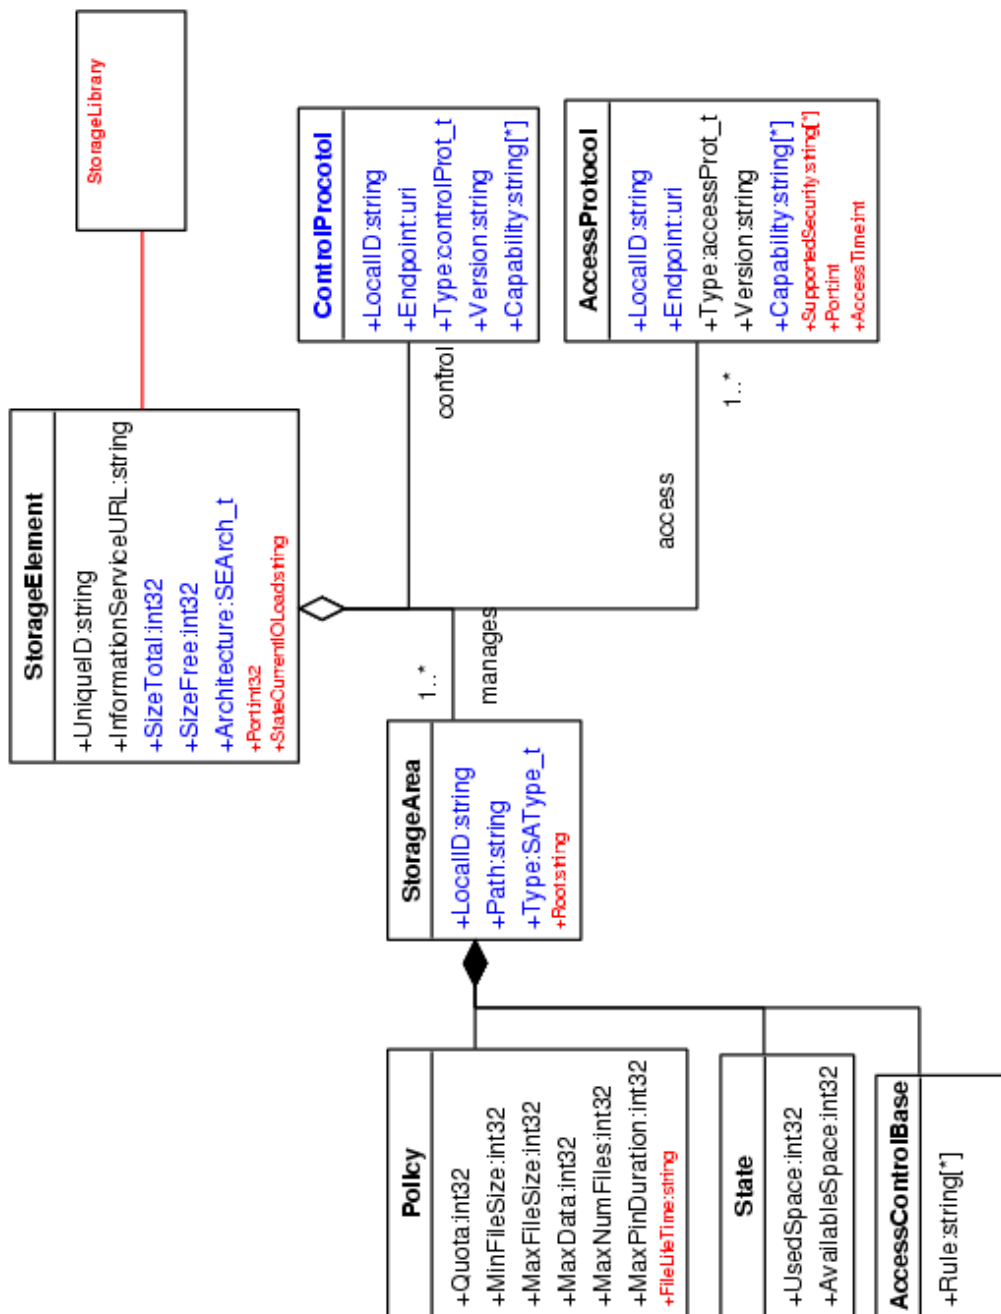 StorageLibrary
StorageElement
+UniqueID:string
+InformationServiceURL:string
+SizeTotal:int32
+SizeFree:int32
+Architecture:SEArch_t
+Port:int32
+StateCurrentIOLoad:string
ControlProcotol
+LocalID:string
+Endpoint:uri
+Type:controlProt_t
+Version:string
+Capability:string[*]
control
AccessProtocol
+LocalID:string
+Endpoint:uri
+Type:accessProt_t
+Version:string
+Capability:string[*]
+SupportedSecurity:string[*]
+Port:int
+AccessTime:int
1..*
access
1..*
manages
StorageArea
+LocalID:string
+Path:string
+Type:SAType_t
+Root:string
Policy
+Quota:int32
+MinFileSize:int32
+MaxFileSize:int32
+MaxData:int32
+MaxNumFiles:int32
+MaxPinDuration:int32
+FileLifeTime:string
State
+UsedSpace:int32
+AvailableSpace:int32
AccessControlBase
+Rule:string[*]